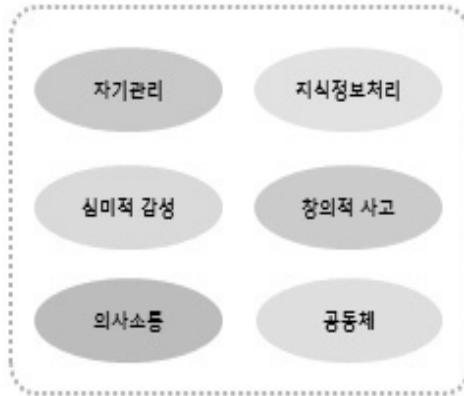 자기관리
지식정보처리
심미적 감성
창의적 사고
의사소통
공동체